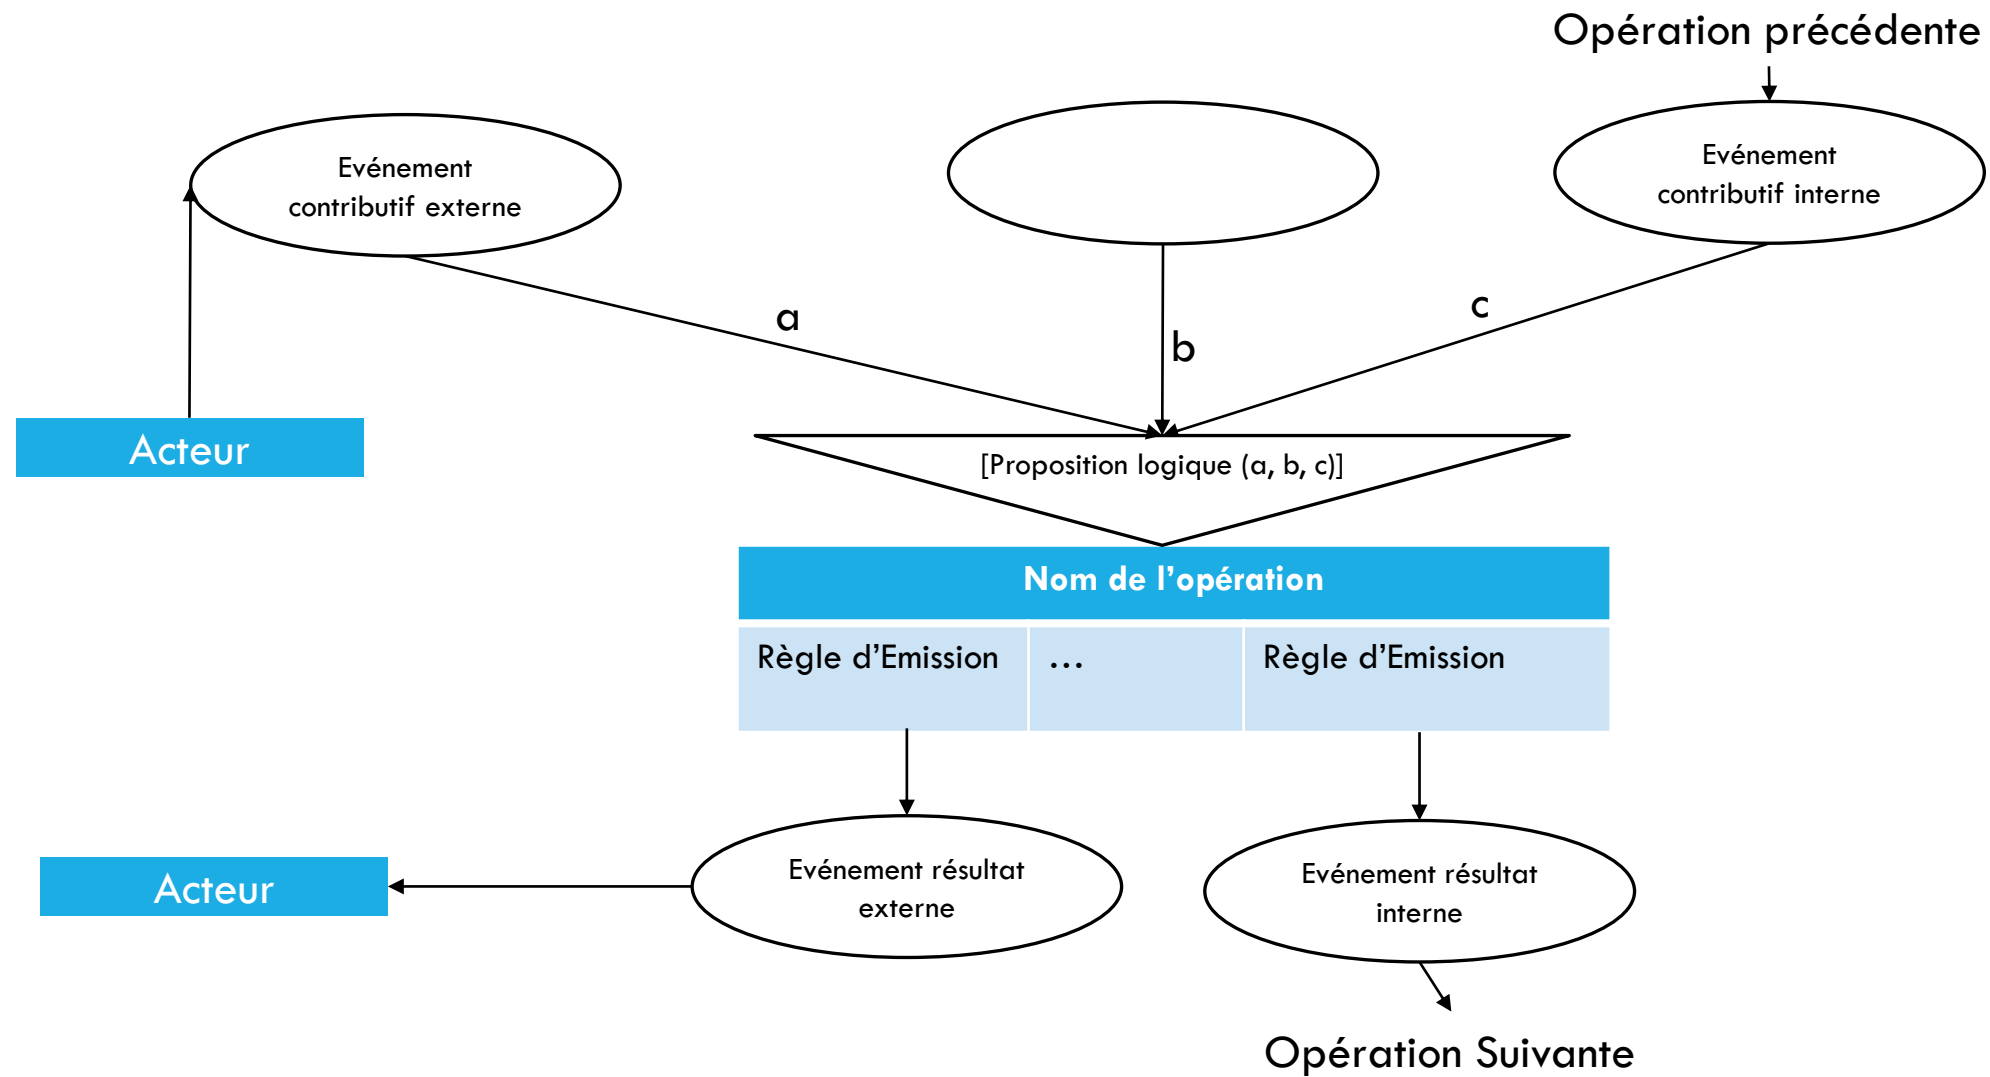 Opération précédente
Evénement
contributif externe
Evénement
contributif interne
a
b
c
Acteur
[Proposition logique (a, b, c)]
Nom de l’opération
Règle d’Emission
...
Règle d’Emission
Evénement résultat
externe
Evénement résultat
interne
Acteur
Opération Suivante